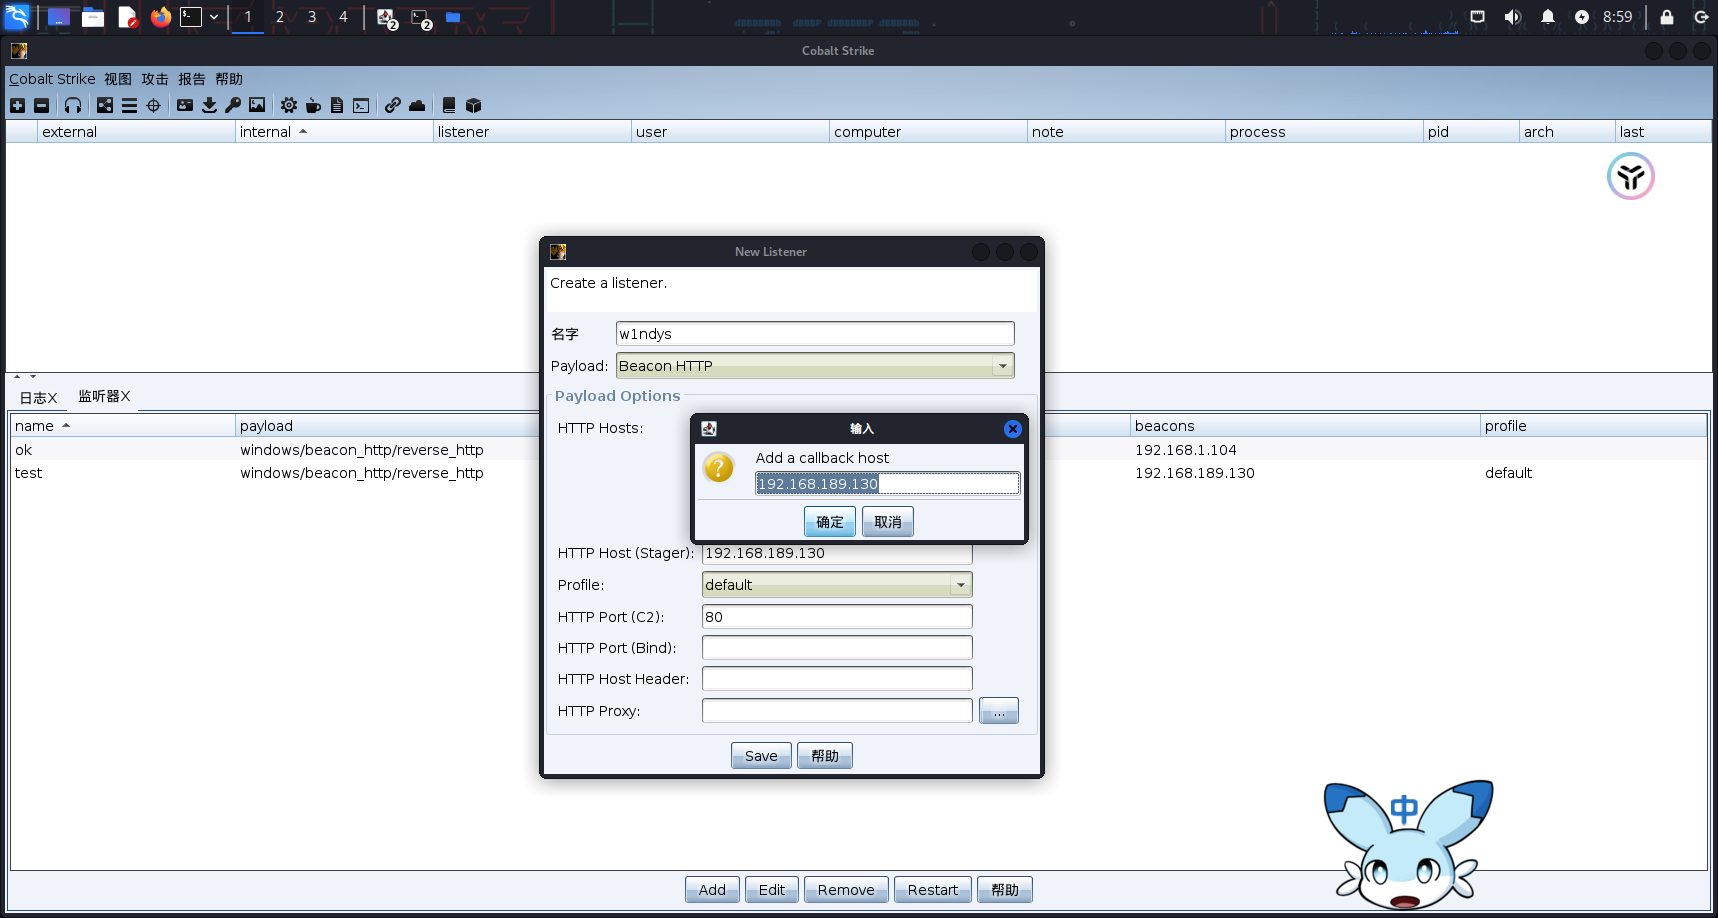 1 2 3 4 2 2 8:59
Cobalt Strike
Cobalt Strike 视图 攻击 报告 帮助
external internal listener user computer note process pid arch last
New Listener
Create a listener.
名字 w1ndys
Payload: Beacon HTTP
Payload Options
HTTP Hosts:
输入
Add a callback host
192.168.189.130
确定 取消
HTTP Host (Stager): 192.168.189.130
Profile: default
HTTP Port (C2): 80
HTTP Port (Bind):
HTTP Host Header:
HTTP Proxy: ...
Save 帮助
日志X 监听器X
name payload beacons profile
ok windows/beacon_http/reverse_http 192.168.1.104
test windows/beacon_http/reverse_http 192.168.189.130 default
中
Add Edit Remove Restart 帮助